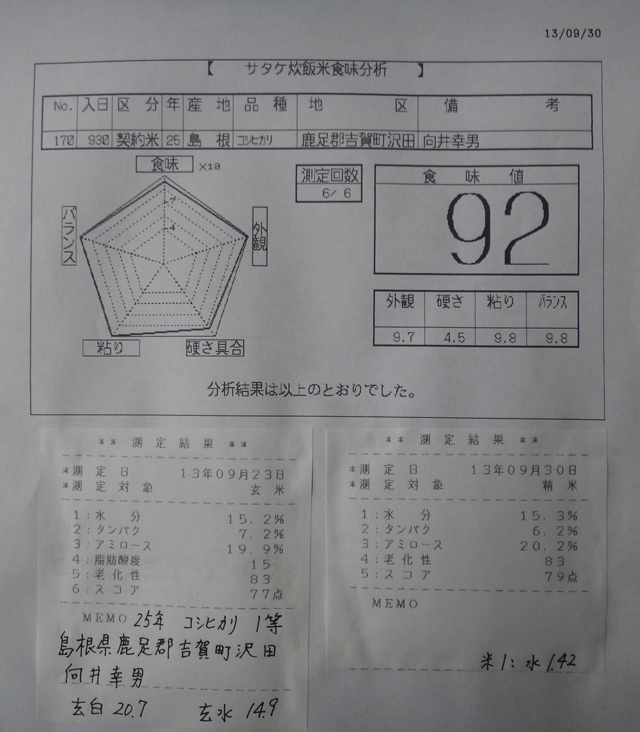 13/09/30
【 サタケ炊飯米食味分析 】
No. 入日 区分 年 産地 品種 地区 備考
170 930 契約米 25 島根 コシヒカリ 鹿足郡吉賀町沢田 向井幸男
食味 X10
測定回数
6/ 6
食味値
92
バランス
外観
7
4
粘り
硬さ具合
外観 硬さ 粘り バランス
9.7 4.5 9.8 9.8
分析結果は以上のとおりでした。
** 測定結果 **
*測定日 13年09月23日
*測定対象 玄米
1:水分 15.2%
2:タンパク 7.2%
3:アミロース 19.9%
4:脂肪酸度 15
5:老化性 83
6:スコア 77点
MEMO 25年 コシヒカリ 1等
島根県鹿足郡吉賀町沢田
向井幸男
玄白 20.7 玄水 14.9
** 測定結果 **
*測定日 13年09月30日
*測定対象 精米
1:水分 15.3%
2:タンパク 6.2%
3:アミロース 20.2%
4:老化性 83
5:スコア 79点
MEMO
米1:水1.42